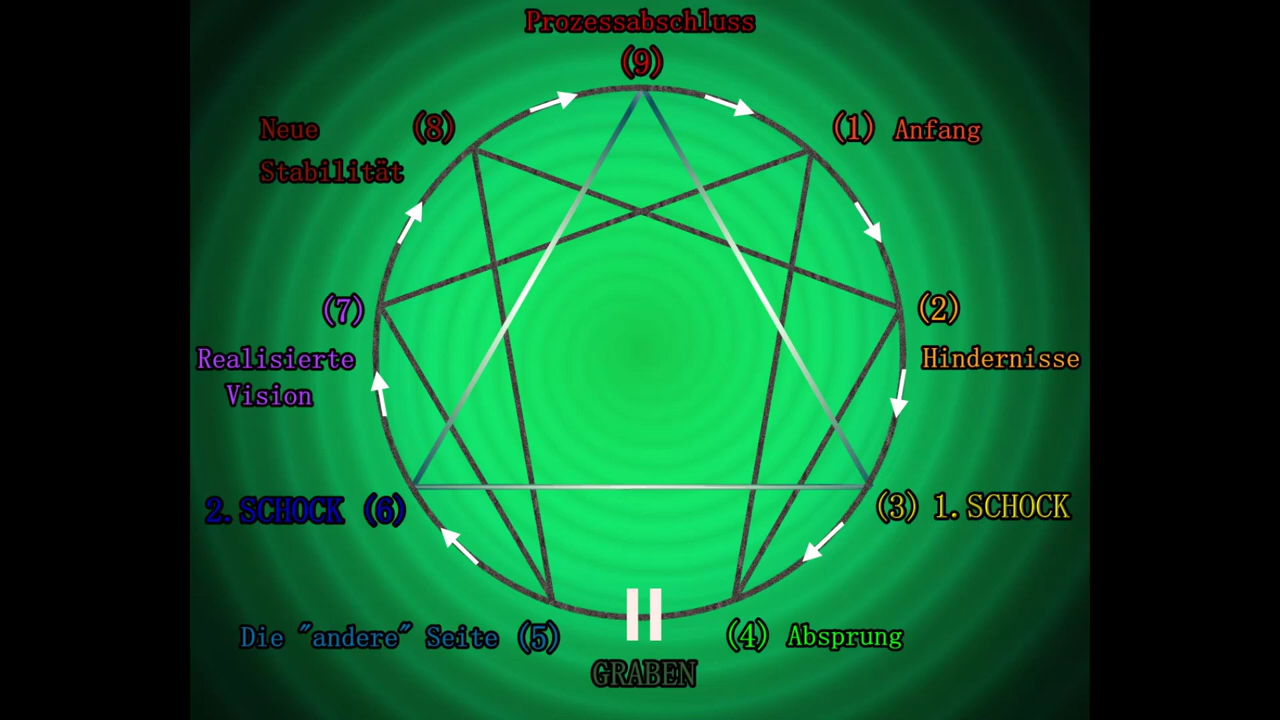 Prozessabschluss
(9)
(1) Anfang
(2)
Hindernisse
(3) 1.SCHOCK
(4) Absprung
GRABEN
Die "andere" Seite (5)
2.SCHOCK (6)
(7)
Realisierte
Vision
Neue (8)
Stabilität